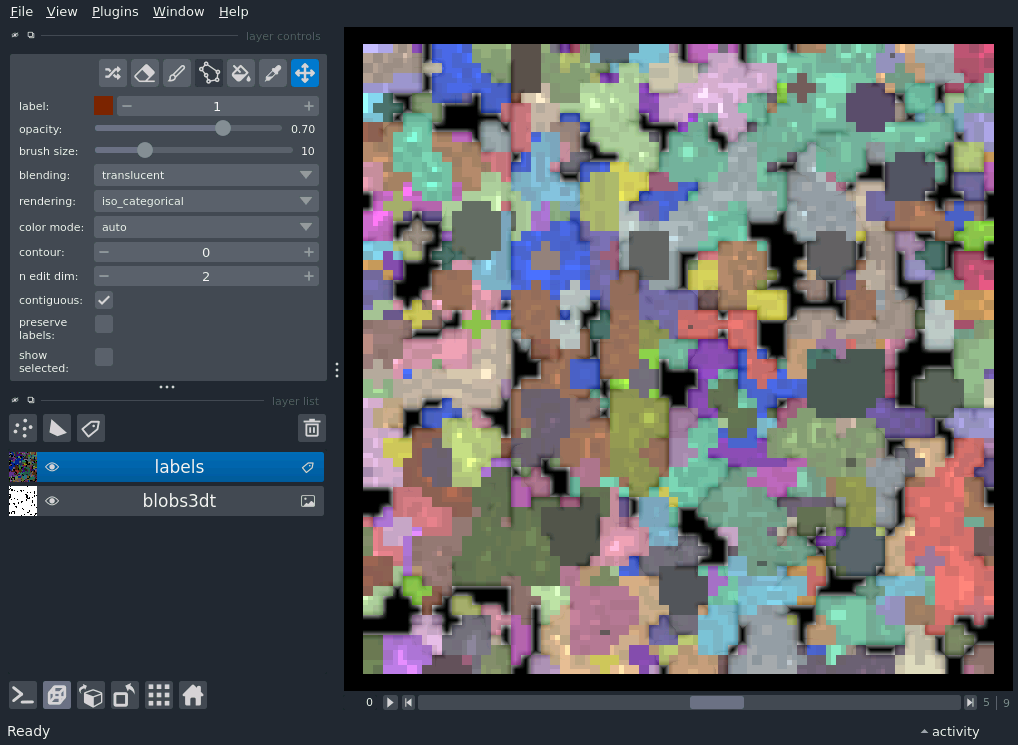 File View Plugins Window Help
layer controls
label: 1
opacity: 0.70
brush size: 10
blending: translucent
rendering: iso_categorical
color mode: auto
contour: 0
n edit dim: 2
contiguous:
preserve
labels:
show
selected:
layer list
labels
blobs3dt
0 5 9
Ready activity